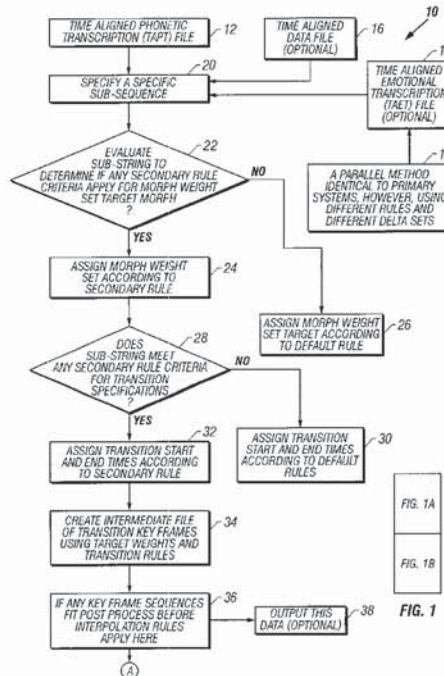 10
TIME ALIGNED PHONETIC
TRANSCRIPTION (TAPT) FILE
12
TIME ALIGNED
DATA FILE
(OPTIONAL)
16
20
SPECIFY A SPECIFIC
SUB-SEQUENCE
TIME ALIGNED
EMOTIONAL
TRANSCRIPTION
(TAET) FILE
(OPTIONAL)
A PARALLEL METHOD
IDENTICAL TO PRIMARY
SYSTEMS, HOWEVER, USING
DIFFERENT RULES AND
DIFFERENT DELTA SETS
22
EVALUATE
SUB-STRING TO
DETERMINE IF ANY SECONDARY RULE
CRITERIA APPLY FOR MORPH WEIGHT
SET TARGET MORPH
?
NO
YES
ASSIGN MORPH WEIGHT
SET ACCORDING TO
SECONDARY RULE
24
ASSIGN MORPH WEIGHT
SET TARGET ACCORDING
TO DEFAULT RULE
26
28
DOES
SUB-STRING MEET
ANY SECONDARY RULE CRITERIA
FOR TRANSITION
SPECIFICATIONS
?
NO
YES
32
ASSIGN TRANSITION START
AND END TIMES ACCORDING
TO SECONDARY RULE
ASSIGN TRANSITION
START AND END TIMES
ACCORDING TO DEFAULT
RULES
30
CREATE INTERMEDIATE FILE
OF TRANSITION KEY FRAMES
USING TARGET WEIGHTS AND
TRANSITION RULES
34
36
IF ANY KEY FRAME SEQUENCES
FIT POST PROCESS BEFORE
INTERPOLATION RULES
APPLY HERE
OUTPUT THIS
DATA (OPTIONAL)
38
A
FIG. 1A
FIG. 1B
FIG. 1